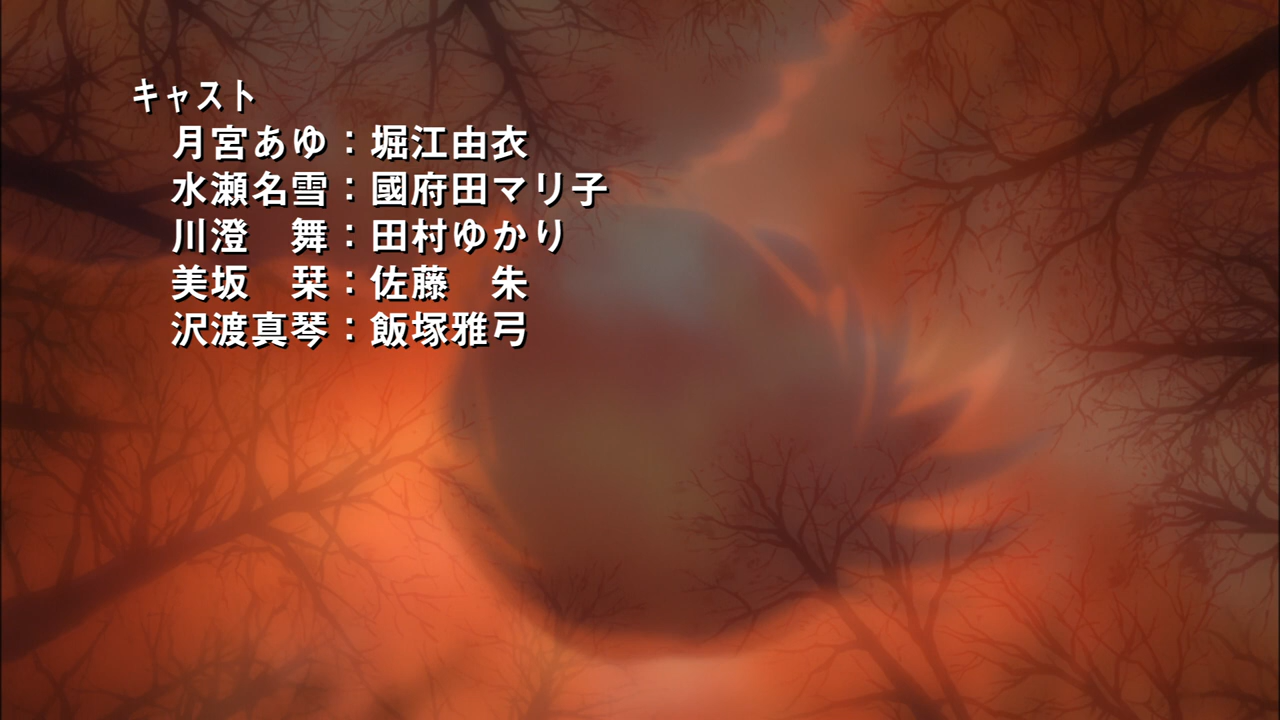 キャスト
月宮あゆ：堀江由衣
水瀬名雪：國府田マリ子
川澄　舞：田村ゆかり
美坂　栞：佐藤　朱
沢渡真琴：飯塚雅弓